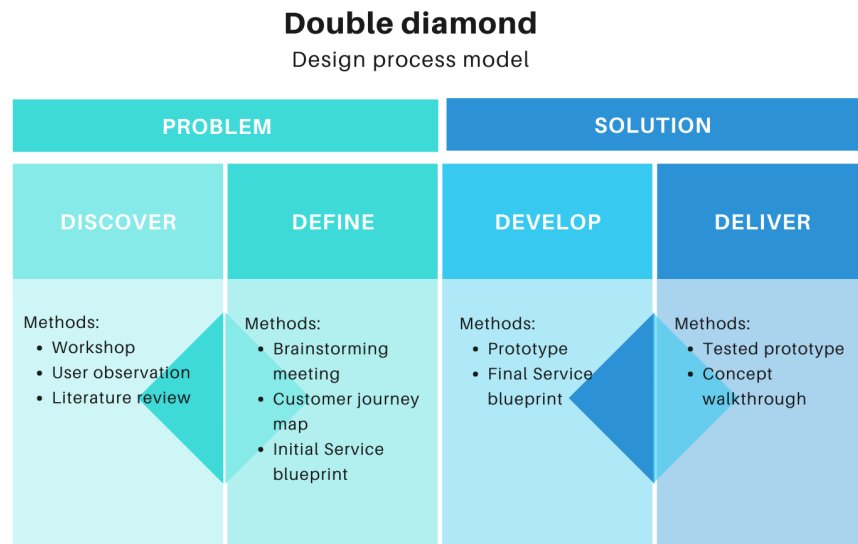 Double diamond
Design process model
PROBLEM
SOLUTION
DISCOVER
DEFINE
DEVELOP
DELIVER
Methods:
• Workshop
• User observation
• Literature review
Methods:
• Brainstorming
meeting
• Customer journey
map
• Initial Service
blueprint
Methods:
• Prototype
• Final Service
blueprint
Methods:
• Tested prototype
• Concept
walkthrough